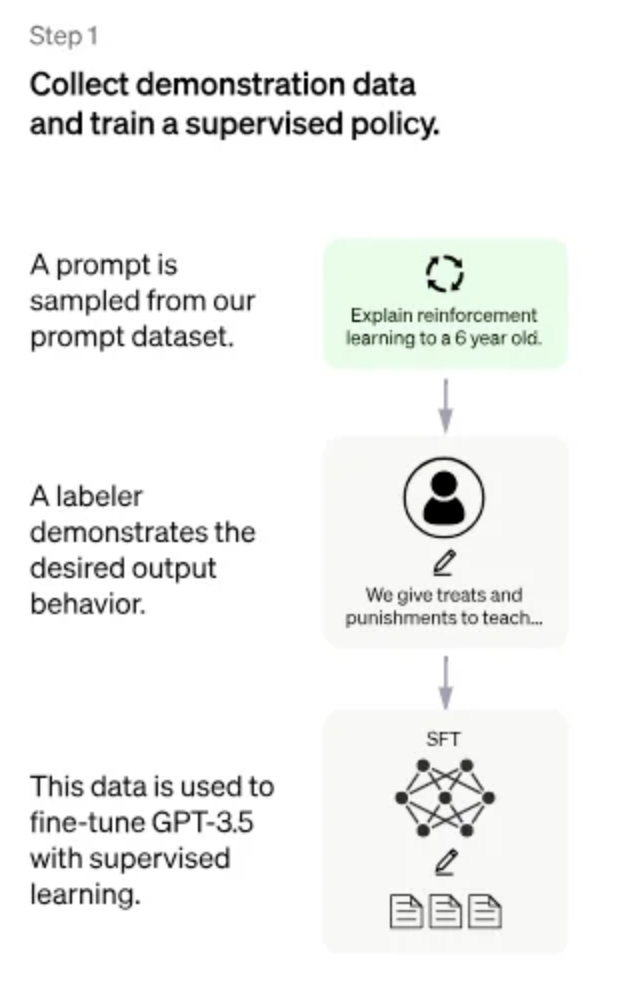 Step 1
Collect demonstration data
and train a supervised policy.
A prompt is
sampled from our
prompt dataset.
Explain reinforcement
learning to a 6 year old.
A labeler
demonstrates the
desired output
behavior.
We give treats and
punishments to teach...
SFT
This data is used to
fine-tune GPT-3.5
with supervised
learning.